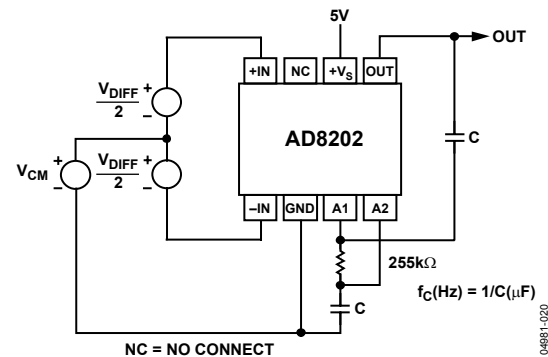 5V
OUT
+IN
NC
+VS
OUT
VDIFF
2
+
–
C
AD8202
VCM
+
–
VDIFF
2
+
–
–IN
GND
A1
A2
255kΩ
fC(Hz) = 1/C(μF)
C
NC = NO CONNECT
04981-020